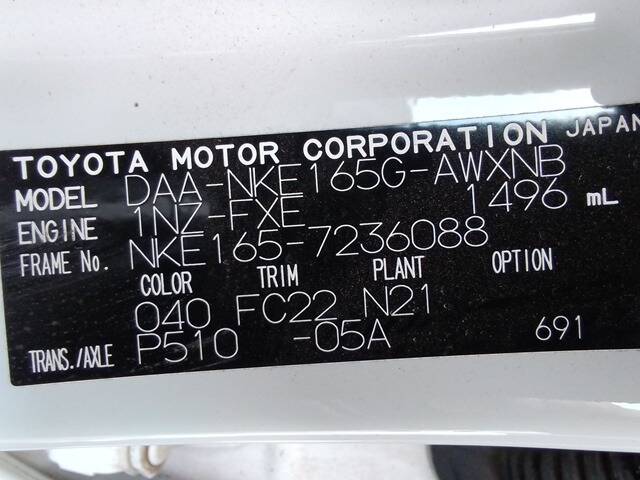 TOYOTA MOTOR CORPORATION JAPAN
MODEL DAA-NKE165G-AWXNB
ENGINE 1NZ-FXE 1496 mL
FRAME No. NKE165-7236088
COLOR TRIM PLANT OPTION
040 FC22 N21
TRANS./AXLE P510 -05A 691